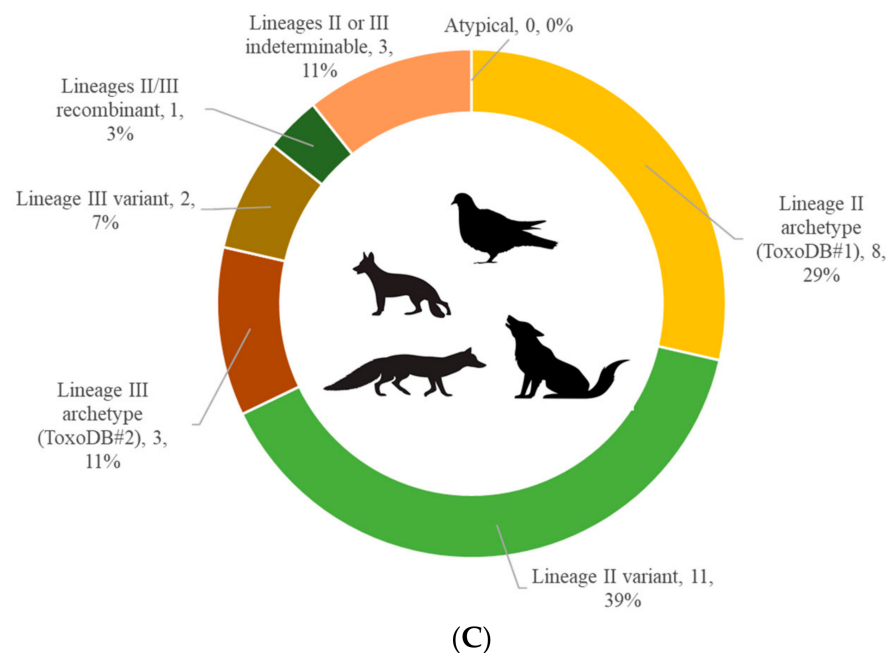 Lineages II or III
indeterminable, 3,
11%
Atypical, 0, 0%
Lineages II/III
recombinant, 1,
3%
Lineage III variant, 2,
7%
Lineage II
archetype
(ToxoDB#1), 8,
29%
Lineage III
archetype
(ToxoDB#2), 3,
11%
Lineage II variant, 11,
39%
(C)